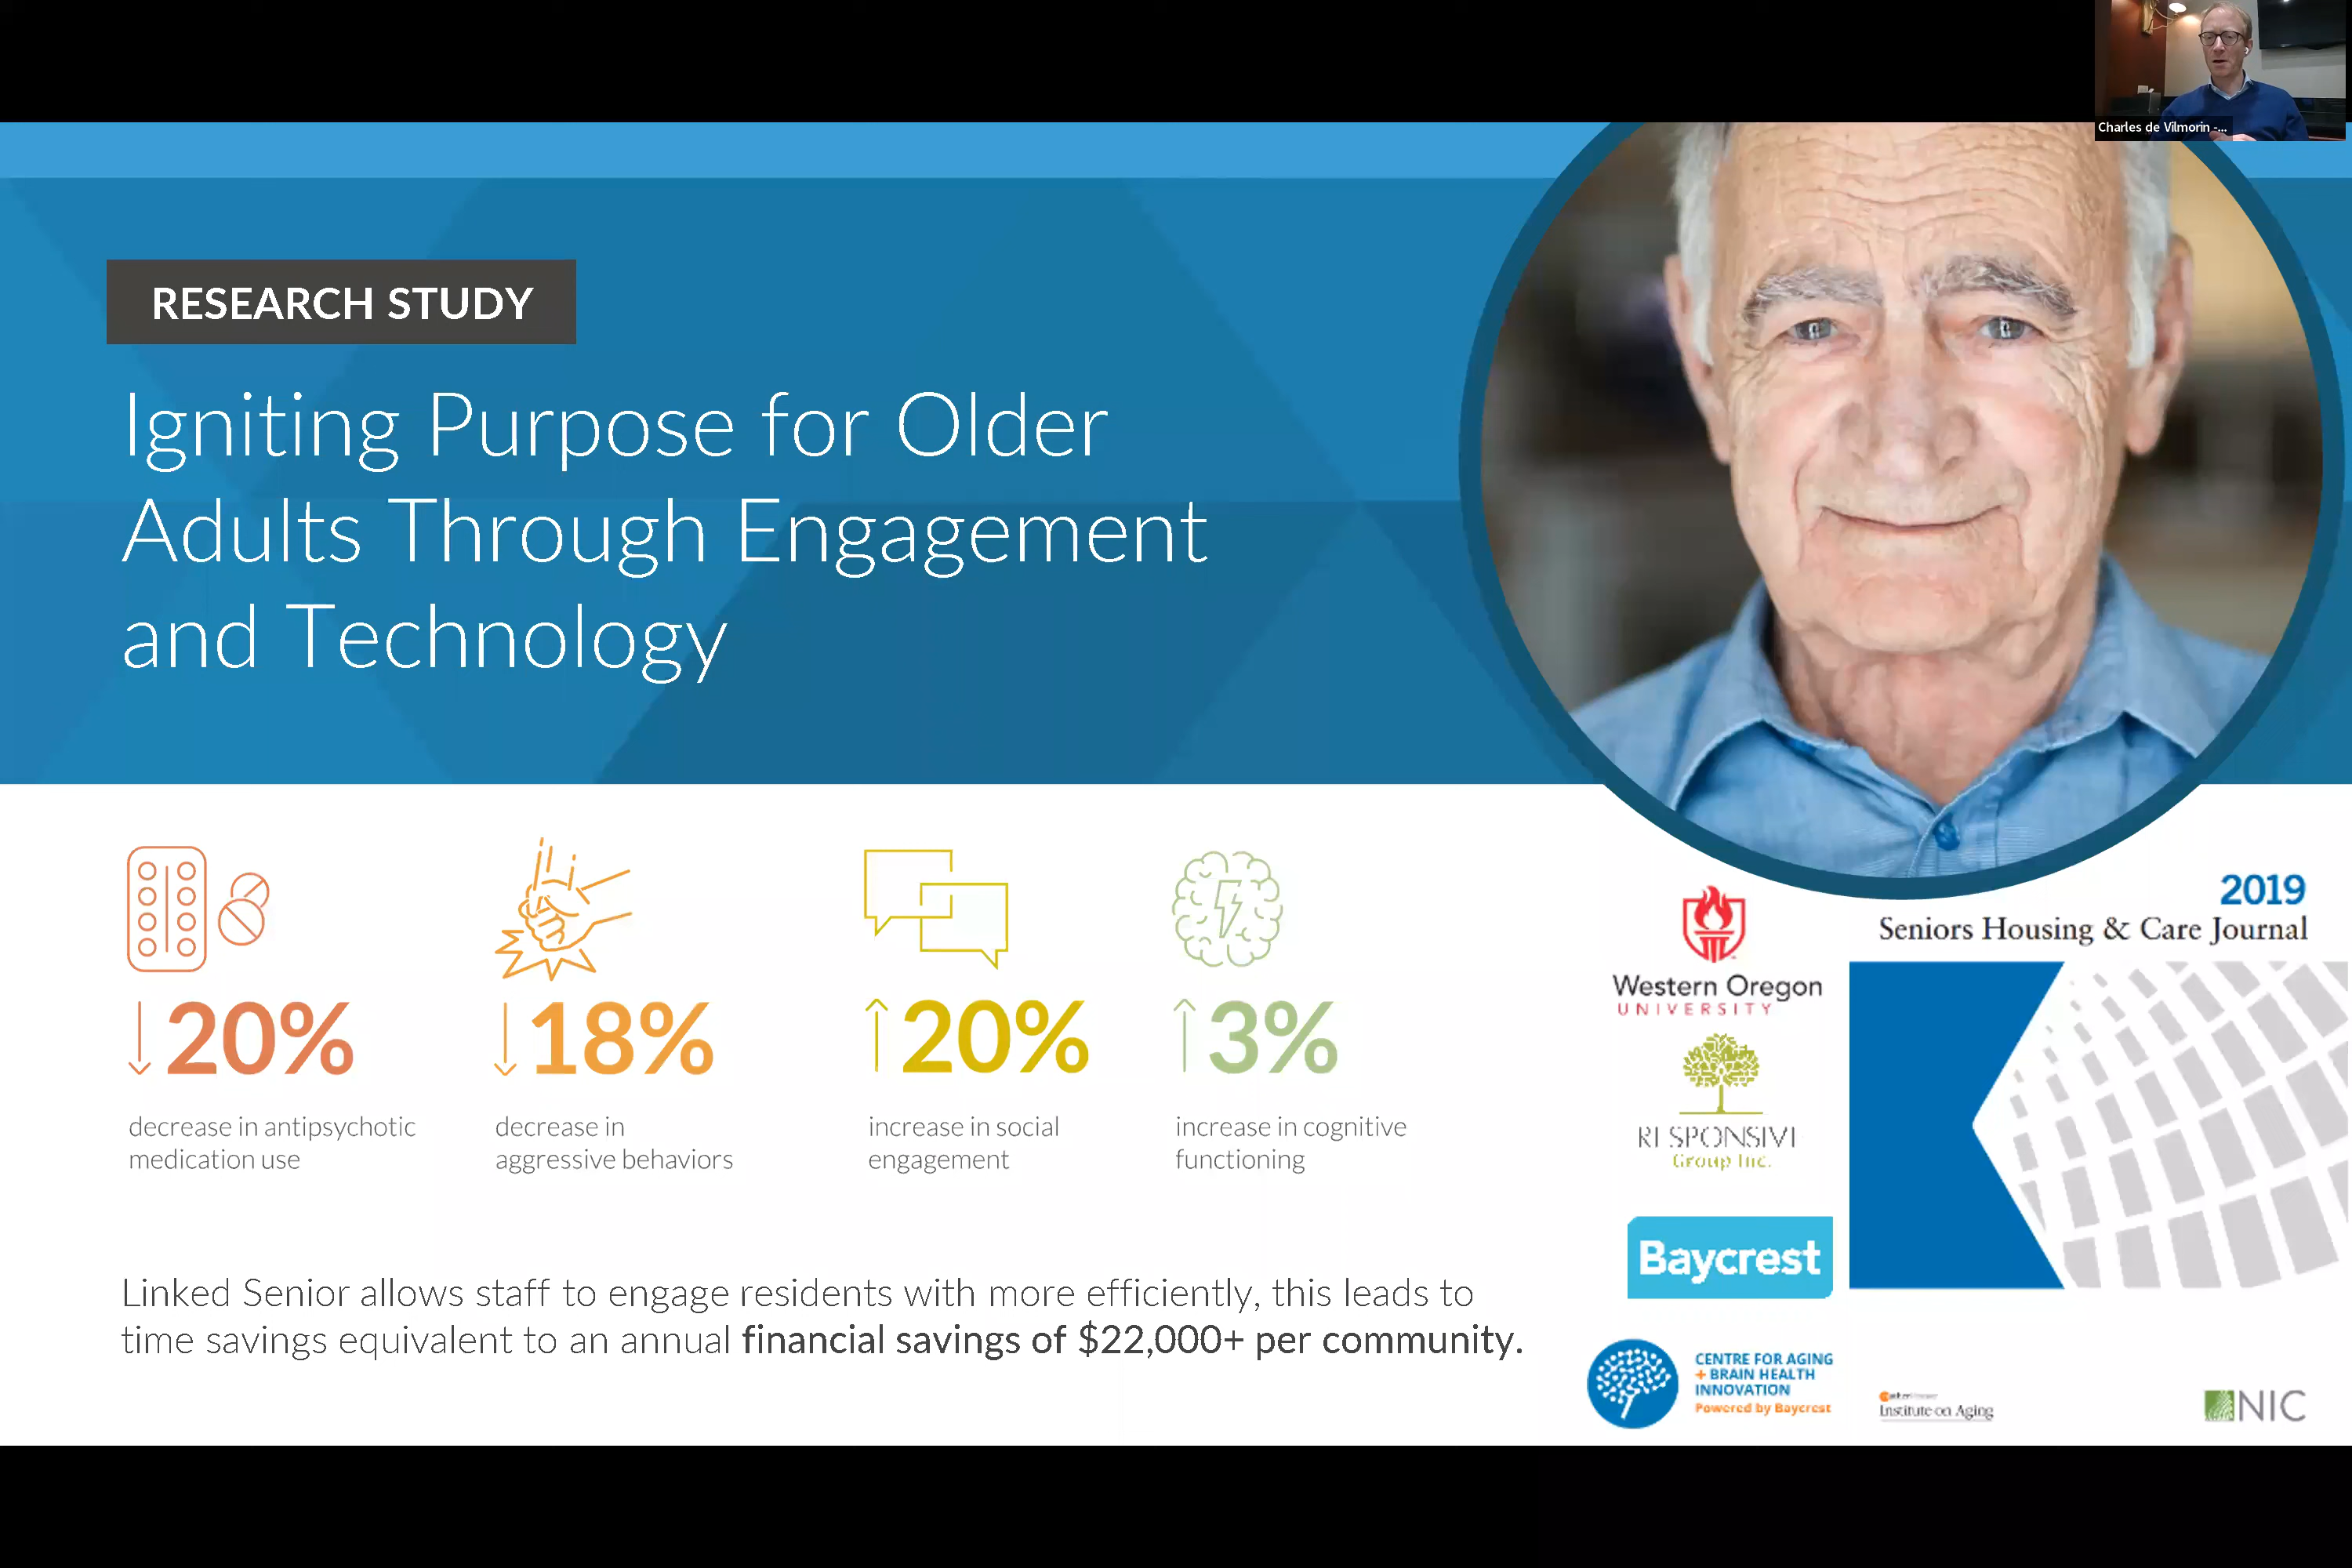 Charles de Vilmorin -...
RESEARCH STUDY
Igniting Purpose for Older
Adults Through Engagement
and Technology
20%
decrease in antipsychotic
medication use
18%
decrease in
aggressive behaviors
20%
increase in social
engagement
3%
increase in cognitive
functioning
Linked Senior allows staff to engage residents with more efficiently, this leads to
time savings equivalent to an annual financial savings of $22,000+ per community.
Western Oregon
UNIVERSITY
RESPONSIVE
Group Inc.
Baycrest
CENTRE FOR AGING
+ BRAIN HEALTH
INNOVATION
Powered by Baycrest
2019
Seniors Housing & Care Journal
Institute on Aging
NIC